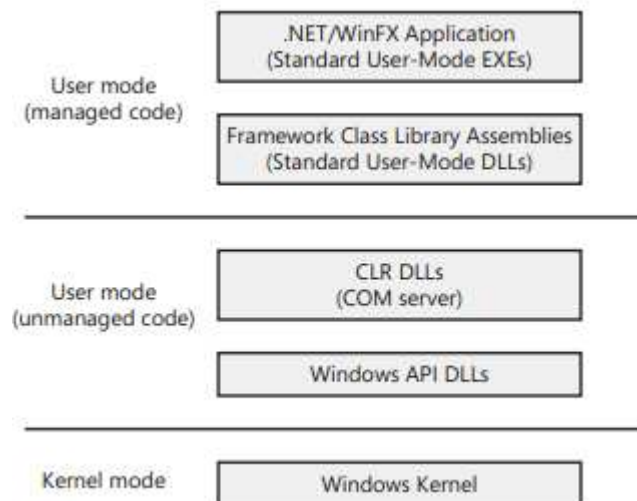 .NET/WinFX Application
(Standard User-Mode EXEs)
User mode
(managed code)
Framework Class Library Assemblies
(Standard User-Mode DLLs)
CLR DLLs
(COM server)
User mode
(unmanaged code)
Windows API DLLs
Kernel mode
Windows Kernel